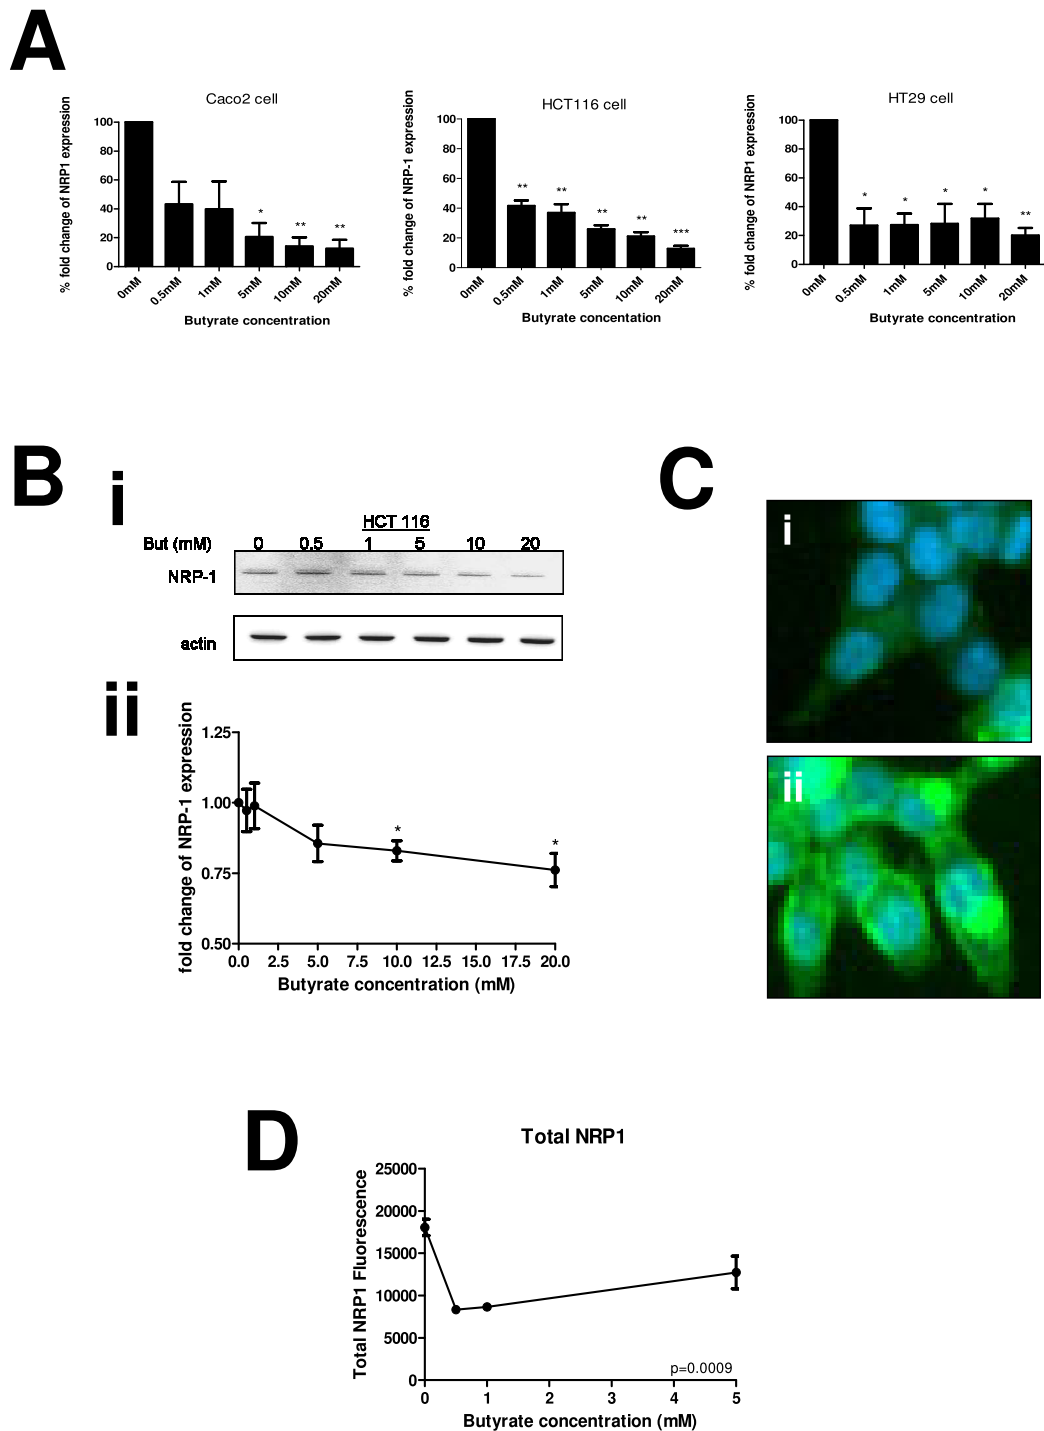 A
Caco2 cell
% fold change of NRP1 expression
100
80
60
40
20
0
*
**
**
0mM
0.5mM
1mM
5mM
10mM
20mM
Butyrate concentration
HCT116 cell
% fold change of NRP-1 expression
100
80
60
40
20
0
**
**
**
**
***
0mM
0.5mM
1mM
5mM
10mM
20mM
Butyrate concentation
HT29 cell
% fold change of NRP1 expression
100
80
60
40
20
0
*
*
*
*
**
0mM
0.5mM
1mM
5mM
10mM
20mM
Butyrate concentration
B
i
HCT 116
But (mM) 0 0.5 1 5 10 20
NRP-1
actin
ii
fold change of NRP-1 expression
1.25
1.00
0.75
0.50
*
*
0.0 2.5 5.0 7.5 10.0 12.5 15.0 17.5 20.0
Butyrate concentration (mM)
C
i
ii
D
Total NRP1
Total NRP1 Fluorescence
25000
20000
15000
10000
5000
0
p=0.0009
0 1 2 3 4 5
Butyrate concentration (mM)